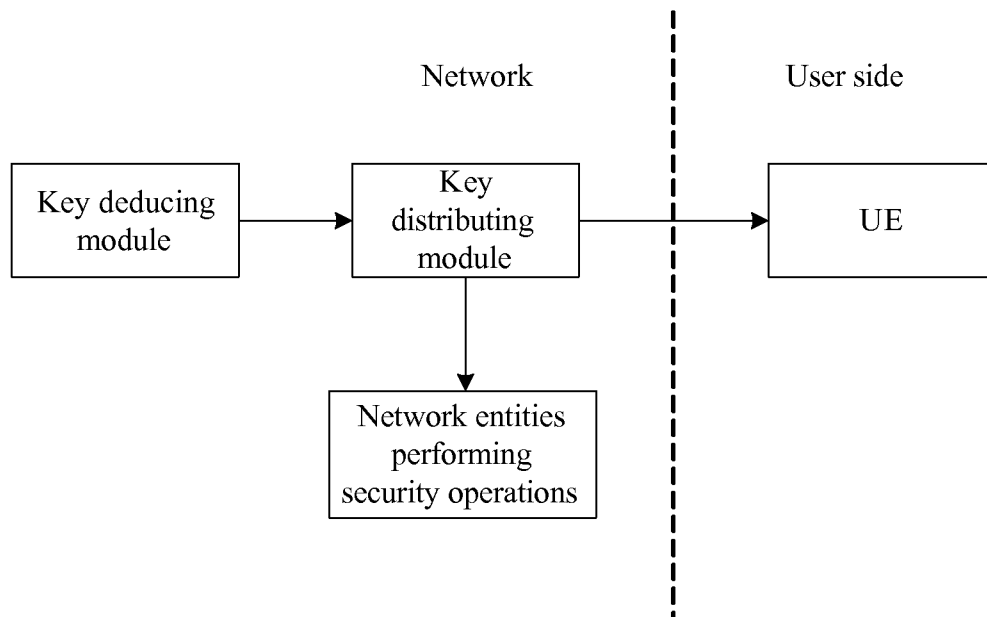 Network
User side
Key deducing
module
Key
distributing
module
UE
Network entities
performing
security operations